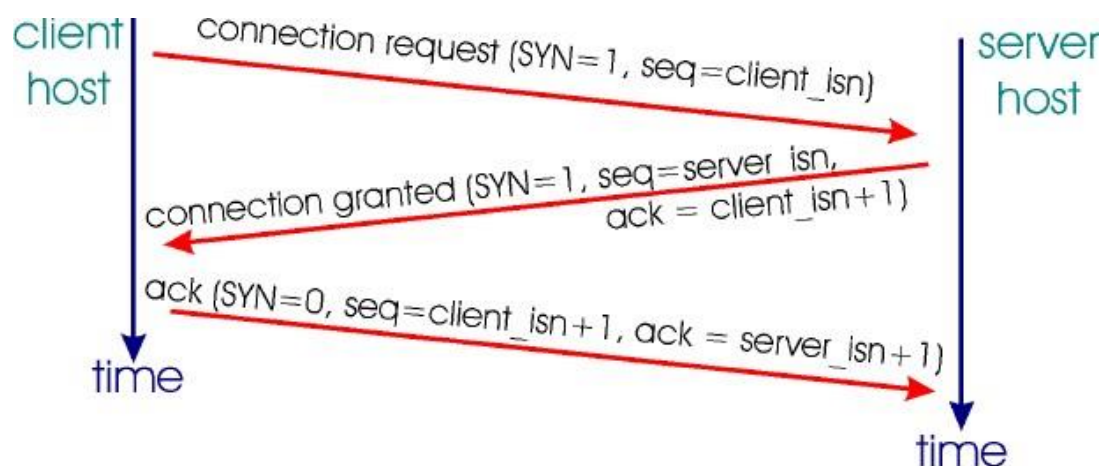 client
host
connection request (SYN=1, seq=client_isn)
server
host
connection granted (SYN=1, seq=server_isn,
ack = client_isn+1)
ack (SYN=0, seq=client_isn+1, ack = server_isn+1)
time
time